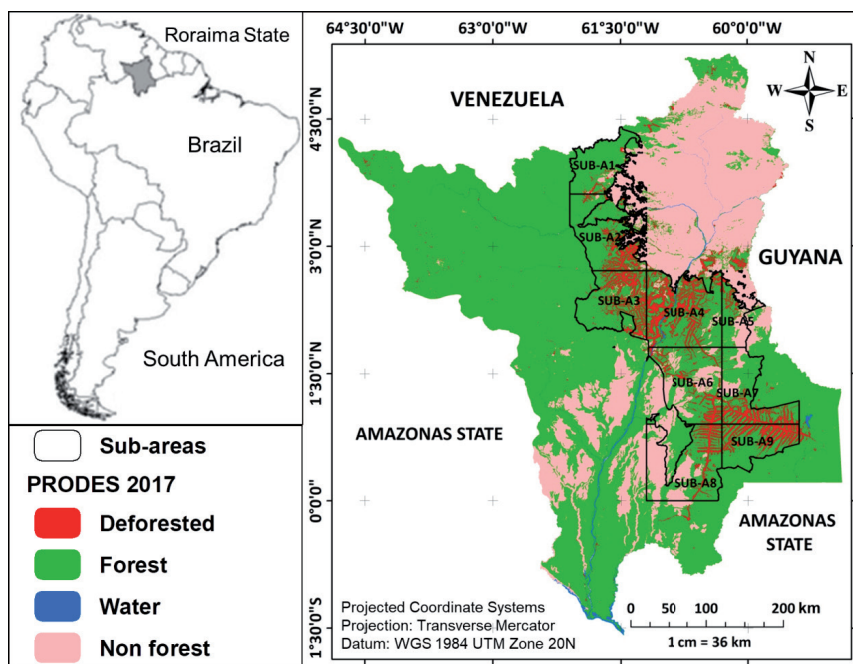 Roraima State
Brazil
South America
Sub-areas
PRODES 2017
Deforested
Forest
Water
Non forest
64°30'0"W 63°0'0"W 61°30'0"W 60°0'0"W
4°30'0"N
3°0'0"N
1°30'0"N
0°0'0"
1°30'0"S
N
W E
S
VENEZUELA
GUYANA
SUB-A1
SUB-A2
SUB-A3
SUB-A4
SUB-A5
SUB-A6
SUB-A7
SUB-A9
SUB-A8
AMAZONAS STATE
AMAZONAS
STATE
Projected Coordinate Systems
Projection: Transverse Mercator
Datum: WGS 1984 UTM Zone 20N
0 50 100 200 km
1 cm = 36 km